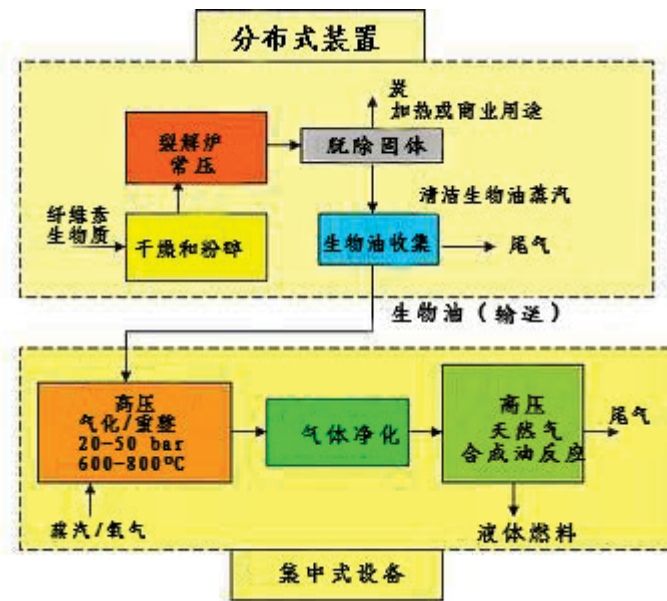 分布式装置
炭
加热或商业用途
裂解炉
常压
脱除固体
清洁生物油蒸汽
纤维素
生物质
干燥和粉碎
生物油收集
尾气
生物油（输送）
高压
气化/重整
20-50 bar
600-800ºC
气体净化
高压
天然气
合成油反应
尾气
蒸汽/氧气
液体燃料
集中式设备